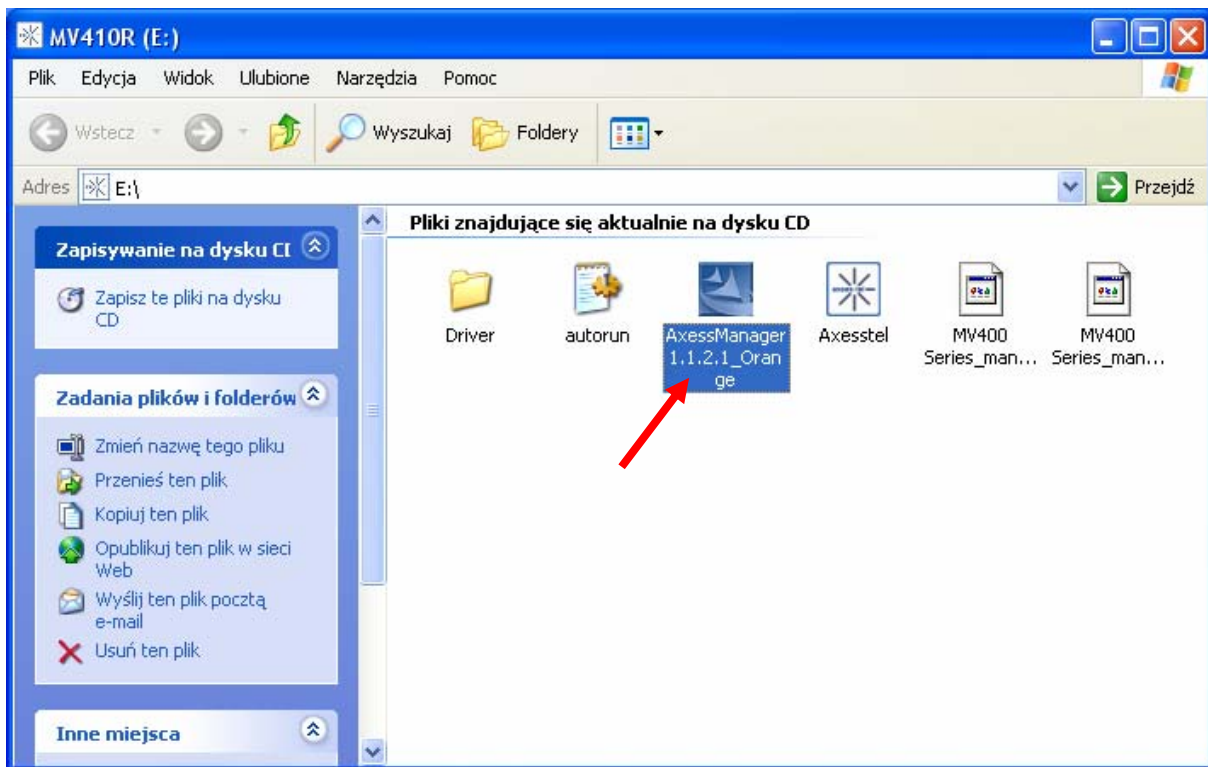 MV410R (E:)
Plik Edycja Widok Ulubione Narzędzia Pomoc
Wstecz Wyszukaj Foldery
Adres E:\ Przejdź
Zapisywanie na dysku CI
Zapisz te pliki na dysku
CD
Zadania plików i folderów
Zmień nazwę tego pliku
Przenieś ten plik
Kopiuj ten plik
Opublikuj ten plik w sieci
Web
Wyślij ten plik pocztą
e-mail
Usuń ten plik
Inne miejsca
Pliki znajdujące się aktualnie na dysku CD
Driver
autorun
AxessManager
1.1.2.1_Oran
ge
Axesstel
MV400
Series_man...
MV400
Series_man...